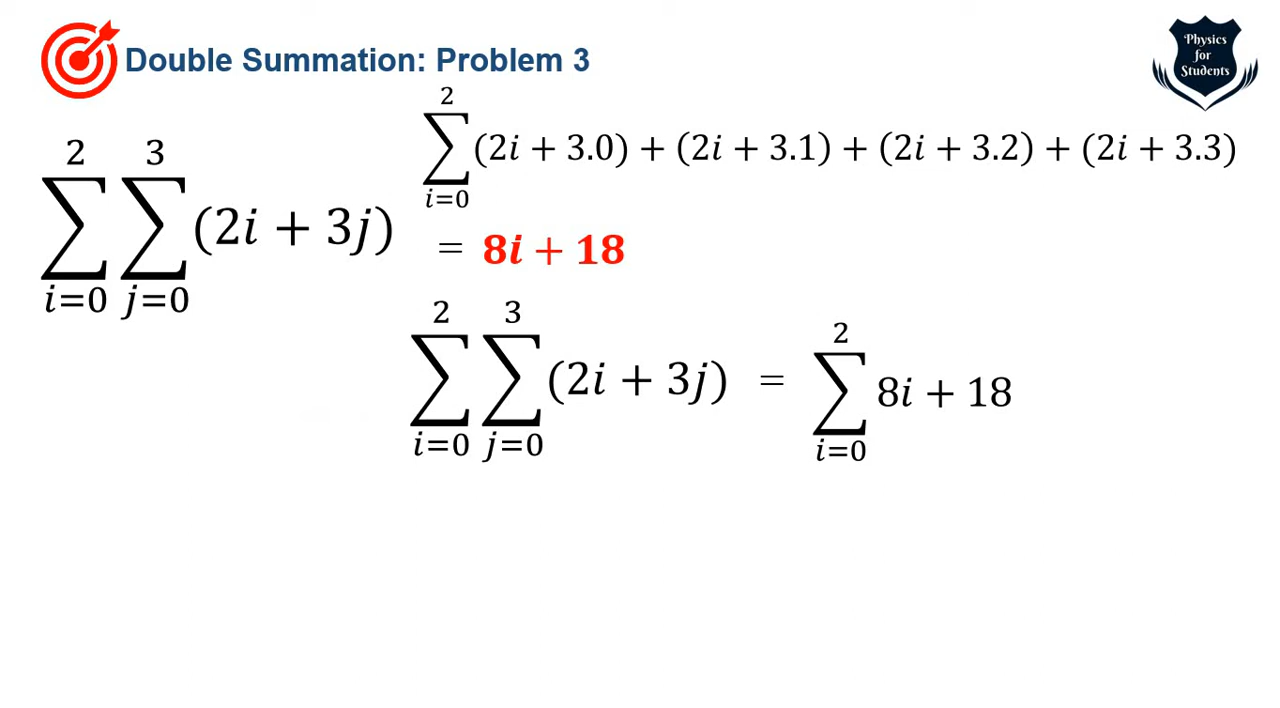 Double Summation: Problem 3
Physics
for
Students
2 3
∑ ∑ (2i + 3j)
i=0 j=0
2
∑ (2i + 3.0) + (2i + 3.1) + (2i + 3.2) + (2i + 3.3)
i=0
= 8i + 18
2 3
∑ ∑ (2i + 3j) =
i=0 j=0
2
∑ 8i + 18
i=0